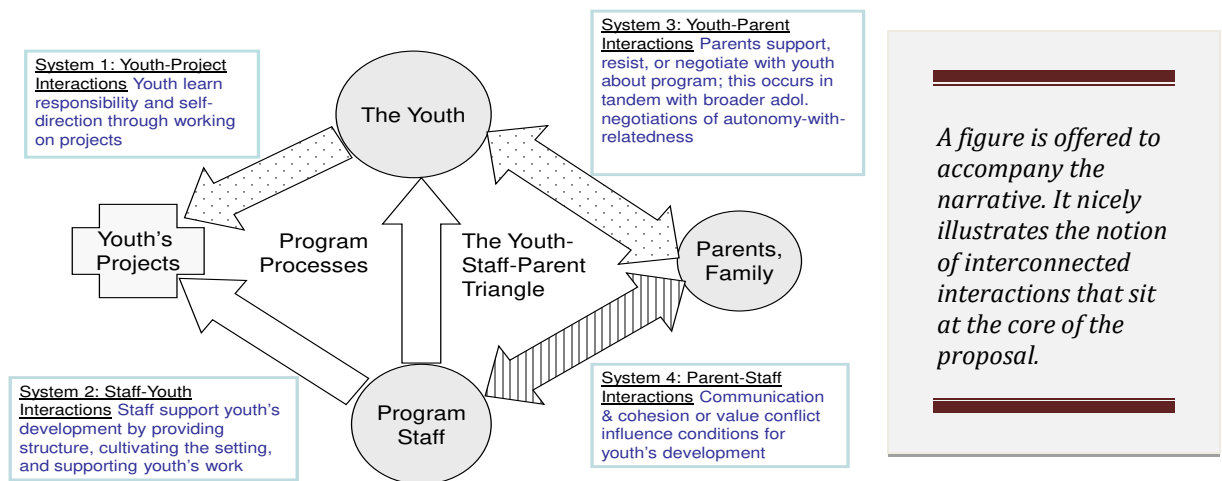 System 1: Youth-Project
Interactions Youth learn
responsibility and self-
direction through working
on projects
The Youth
System 3: Youth-Parent
Interactions Parents support,
resist, or negotiate with youth
about program; this occurs in
tandem with broader adol.
negotiations of autonomy-with-
relatedness
Youth's
Projects
Program
Processes
The Youth-
Staff-Parent
Triangle
Parents,
Family
System 2: Staff-Youth
Interactions Staff support youth's
development by providing
structure, cultivating the setting,
and supporting youth's work
Program
Staff
System 4: Parent-Staff
Interactions Communication
& cohesion or value conflict
influence conditions for
youth's development
A figure is offered to
accompany the
narrative. It nicely
illustrates the notion
of interconnected
interactions that sit
at the core of the
proposal.